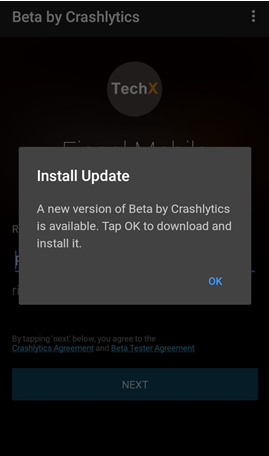 Beta by Crashlytics
TechX
Install Update
A new version of Beta by Crashlytics
is available. Tap OK to download and
install it.
OK
By tapping 'next' below, you agree to the
Crashlytics Agreement and Beta Tester Agreement
NEXT